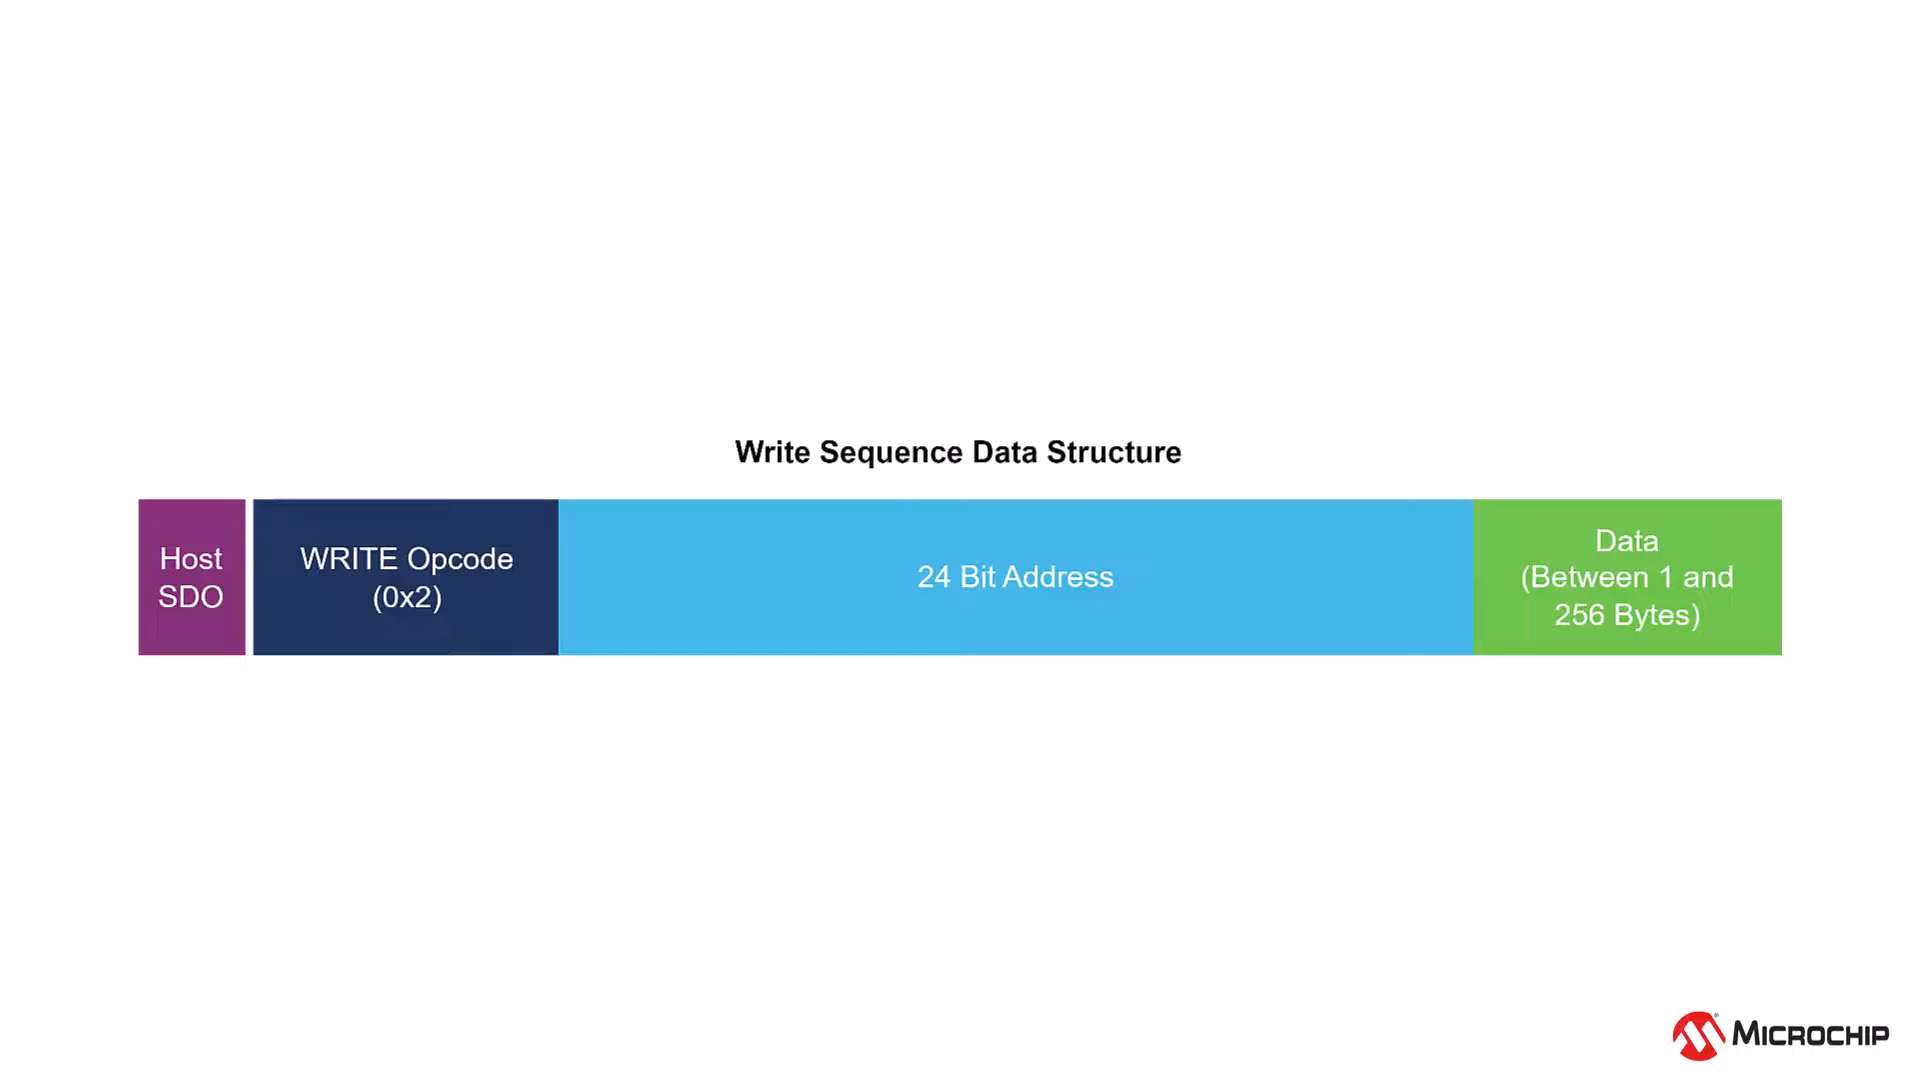 Write Sequence Data Structure
Host
SDO
WRITE Opcode
(0x2)
24 Bit Address
Data
(Between 1 and
256 Bytes)
MICROCHIP